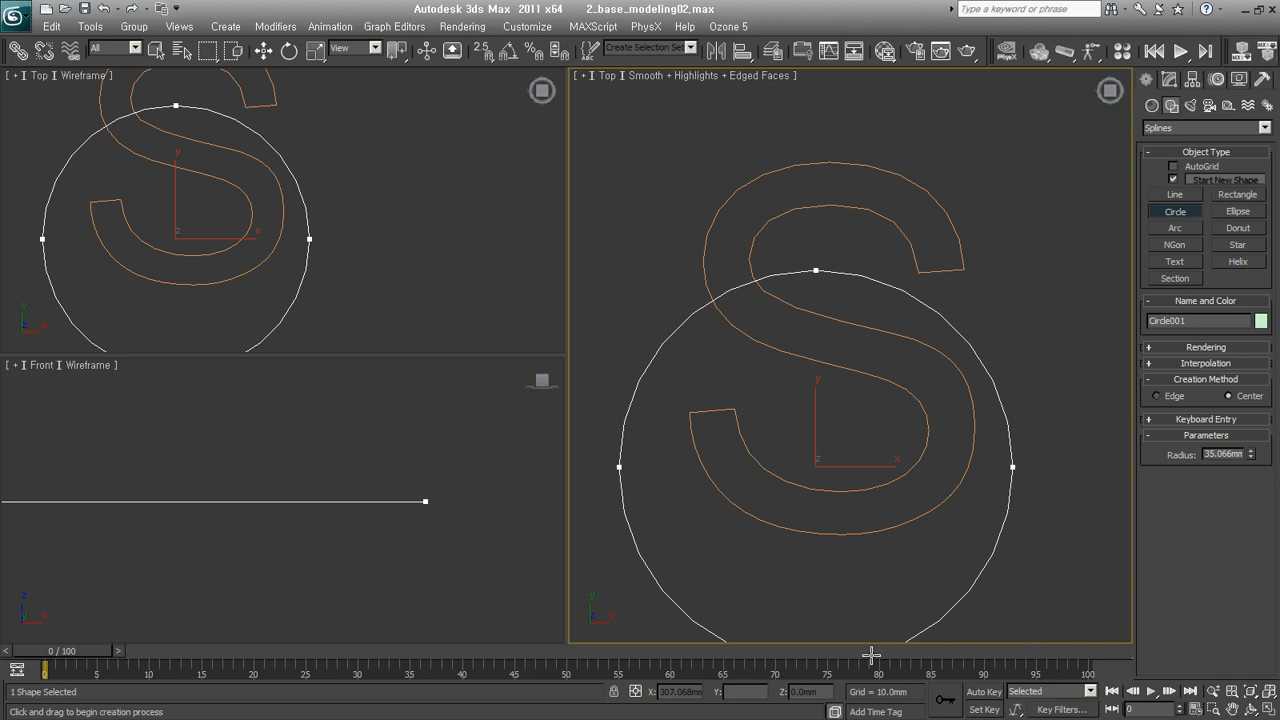 Autodesk 3ds Max 2011 x64 2_base_modeling02,max
Type a keyword or phrase
Edit Tools Group Views Create Modifiers Animation Graph Editors Rendering Customize MAXScript PhysX Help Ozone 5
All View 2.5 Create Selection Set PhysX MXS
[ + ] Top ] Wireframe ]
y
z
x
y
z
x
[ + ] Front ] Wireframe ]
z
y
x
[ + ] Top ] Smooth + Highlights + Edged Faces ]
y
z
x
y
z
x
Splines
- Object Type
AutoGrid
Start New Shape
Line Rectangle
Circle Ellipse
Arc Donut
NGon Star
Text Helix
Section
- Name and Color
Circle001
+ Rendering
+ Interpolation
- Creation Method
Edge Center
+ Keyboard Entry
- Parameters
Radius: 35.066mm
< 0 / 100 >
0 5 10 15 20 25 30 35 40 45 50 55 60 65 70 75 80 85 90 95 100
1 Shape Selected X: 307.068mm Y: Z: 0.0mm Grid = 10.0mm Auto Key Selected
Click and drag to begin creation process Add Time Tag Set Key Key Filters... 0